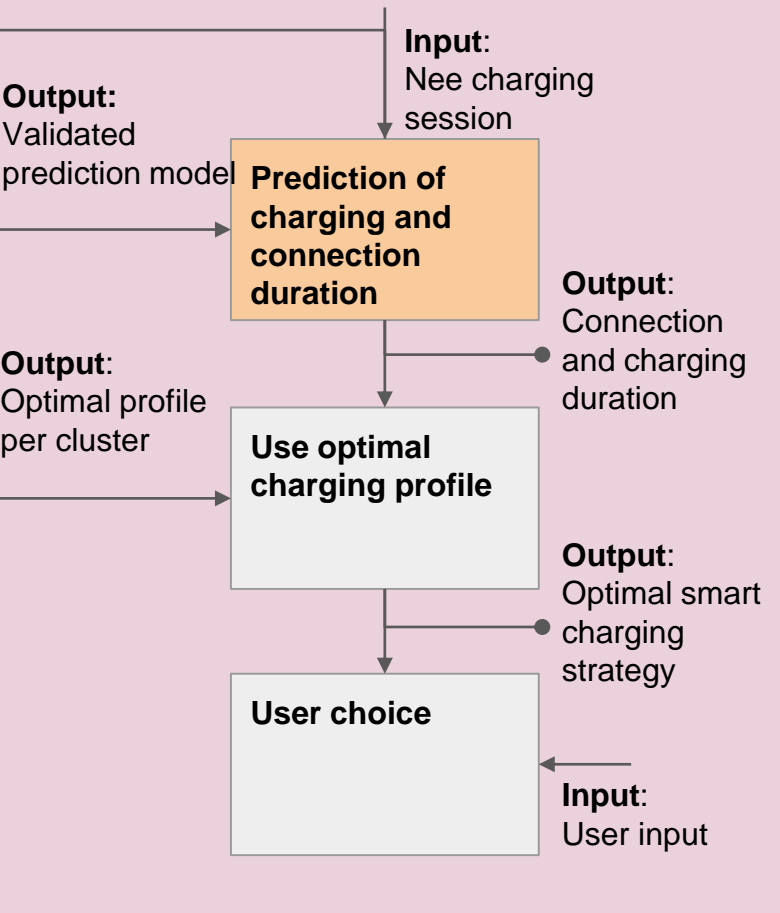 Input:
Nee charging
session
Output:
Validated
prediction model
Prediction of
charging and
connection
duration
Output:
Connection
and charging
duration
Output:
Optimal profile
per cluster
Use optimal
charging profile
Output:
Optimal smart
charging
strategy
User choice
Input:
User input